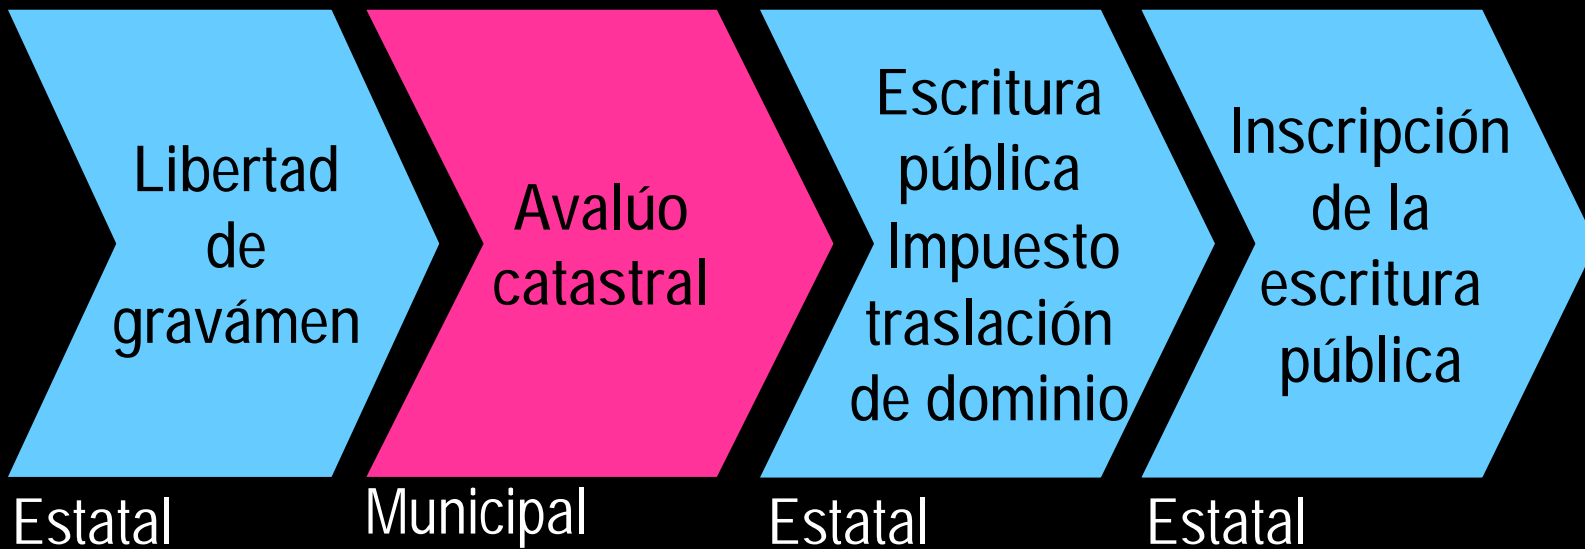 Libertad
de
gravámen
Avalúo
catastral
Escritura
pública
Impuesto
traslación
de dominio
Inscripción
de la
escritura
pública
Estatal
Municipal
Estatal
Estatal